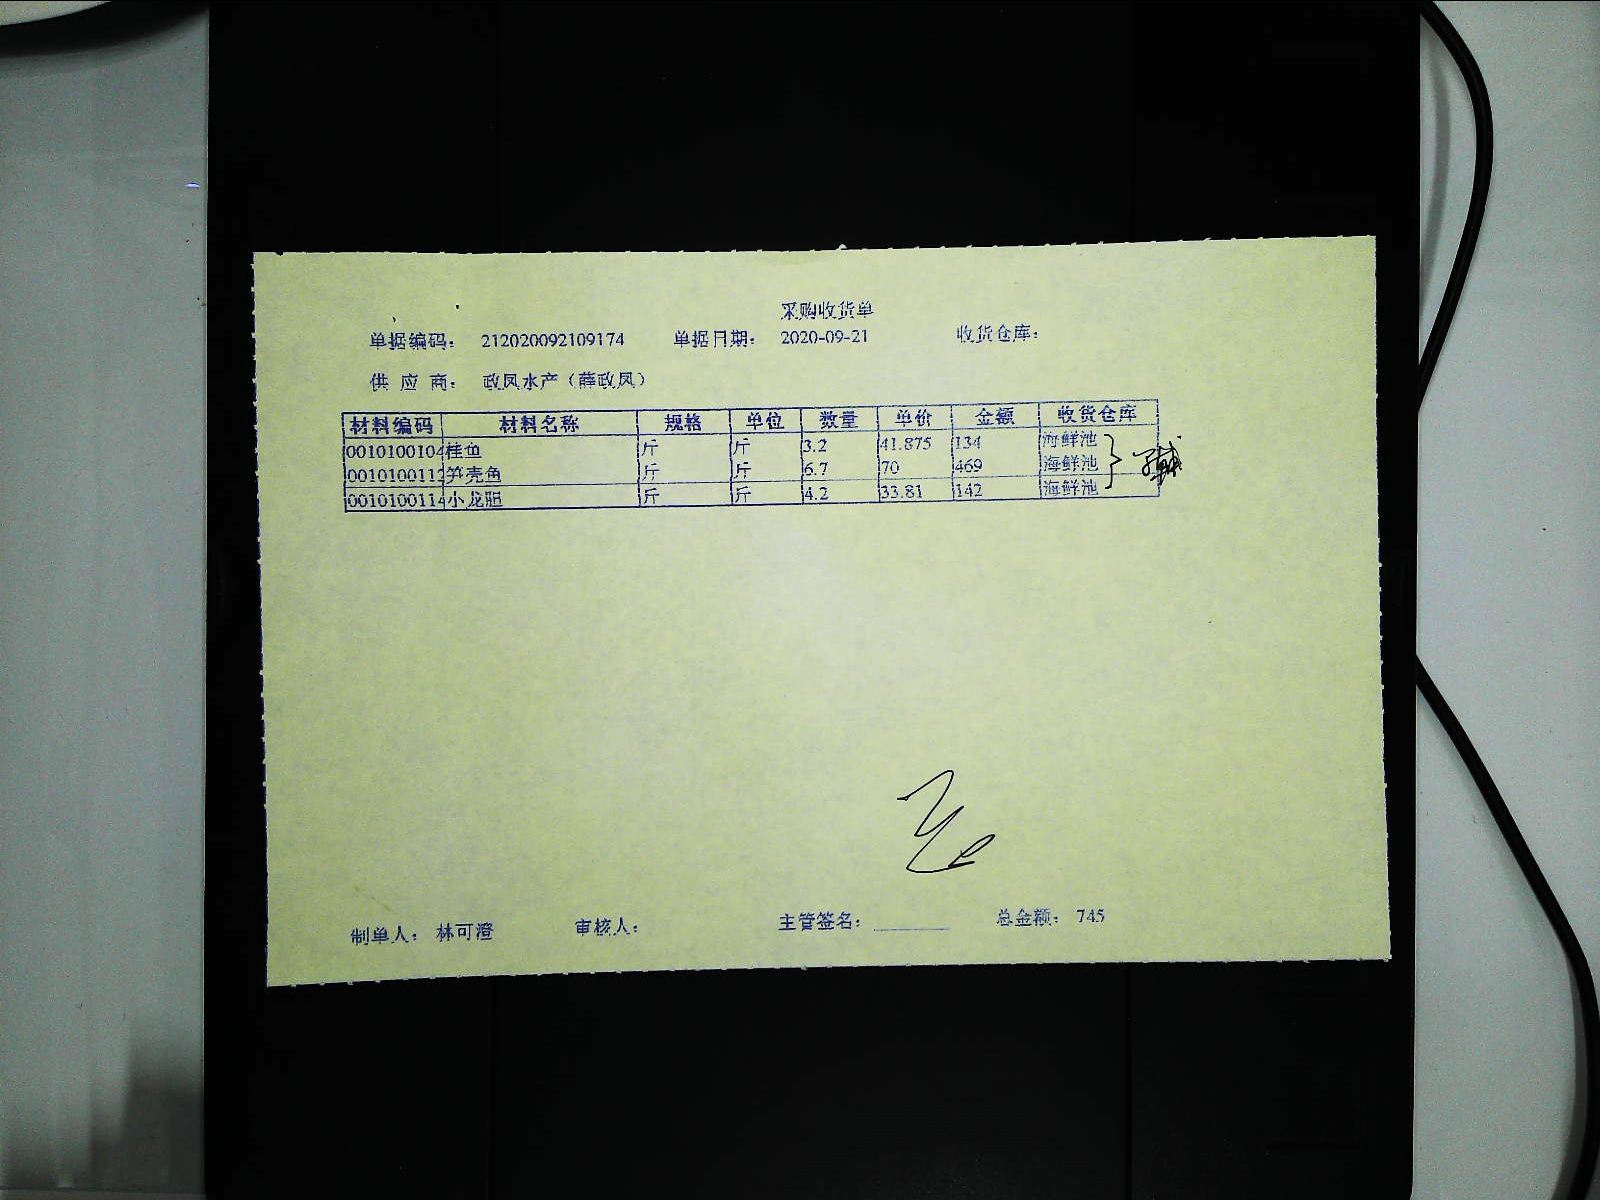 采购收货单
单据编码： 212020092109174 单据日期： 2020-09-21 收货仓库：
供 应 商： 政凤水产（薛政凤）
材料编码 材料名称 规格 单位 数量 单价 金额 收货仓库
0010100104 桂鱼 斤 斤 3.2 41.875 134 海鲜池
0010100112 笋壳鱼 斤 斤 6.7 70 469 海鲜池
0010100114 小龙胆 斤 斤 4.2 33.81 142 海鲜池
制单人： 林可澄 审核人： 主管签名： 总金额： 745